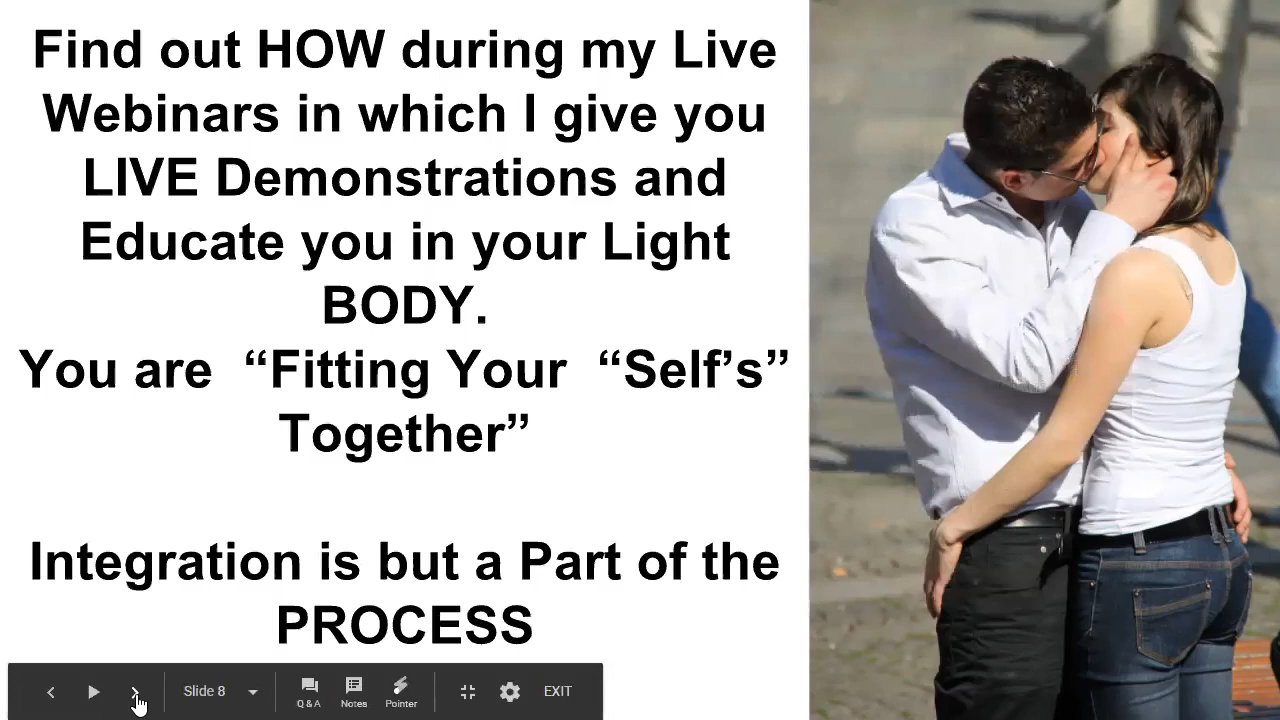 Find out HOW during my Live
Webinars in which I give you
LIVE Demonstrations and
Educate you in your Light
BODY.
You are “Fitting Your “Self’s”
Together”
Integration is but a Part of the
PROCESS
Slide 8
Q & A
Notes
Pointer
EXIT